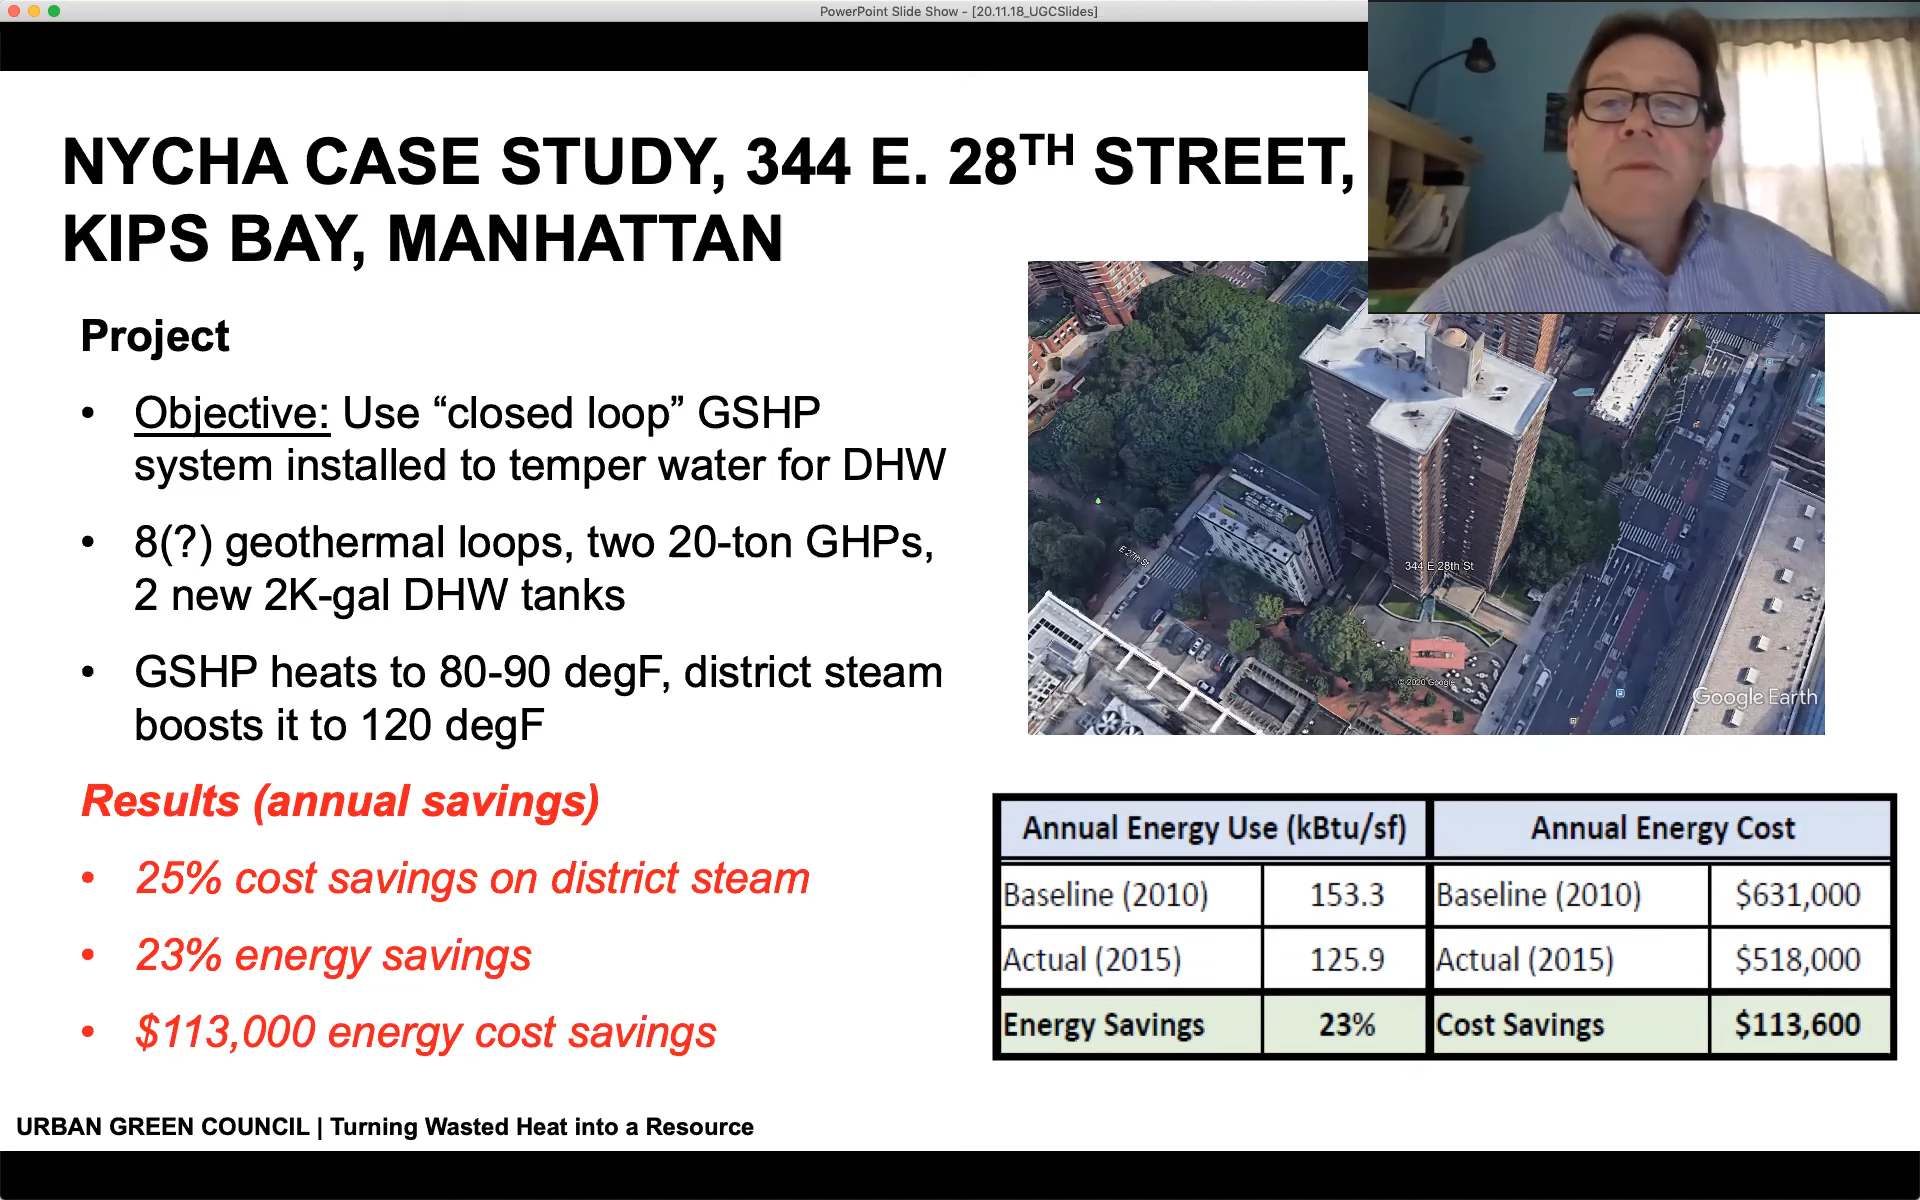 PowerPoint Slide Show - [20.11.18_UGCSlides]
NYCHA CASE STUDY, 344 E. 28TH STREET,
KIPS BAY, MANHATTAN
Project
• Objective: Use “closed loop” GSHP
system installed to temper water for DHW
• 8(?) geothermal loops, two 20-ton GHPs,
2 new 2K-gal DHW tanks
• GSHP heats to 80-90 degF, district steam
boosts it to 120 degF
Results (annual savings)
• 25% cost savings on district steam
• 23% energy savings
• $113,000 energy cost savings
E 27th St
344 E 28th St
© 2020 Google
Google Earth
Annual Energy Use (kBtu/sf) Annual Energy Cost
Baseline (2010) 153.3 Baseline (2010) $631,000
Actual (2015) 125.9 Actual (2015) $518,000
Energy Savings 23% Cost Savings $113,600
URBAN GREEN COUNCIL | Turning Wasted Heat into a Resource